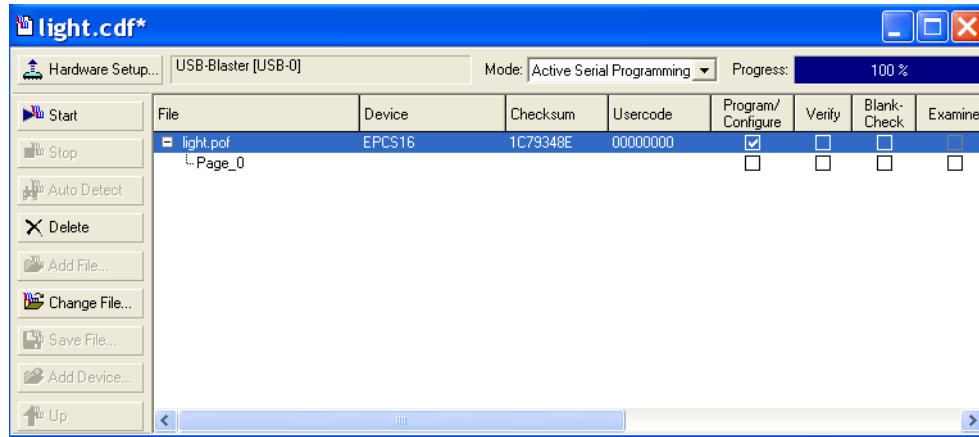 light.cdf*
Hardware Setup... USB-Blaster [USB-0] Mode: Active Serial Programming Progress: 100 %
Start
Stop
Auto Detect
Delete
Add File...
Change File...
Save File...
Add Device...
Up
File Device Checksum Usercode Program/ Configure Verify Blank- Check Examine
light.pof EPCS16 1C79348E 00000000
Page_0